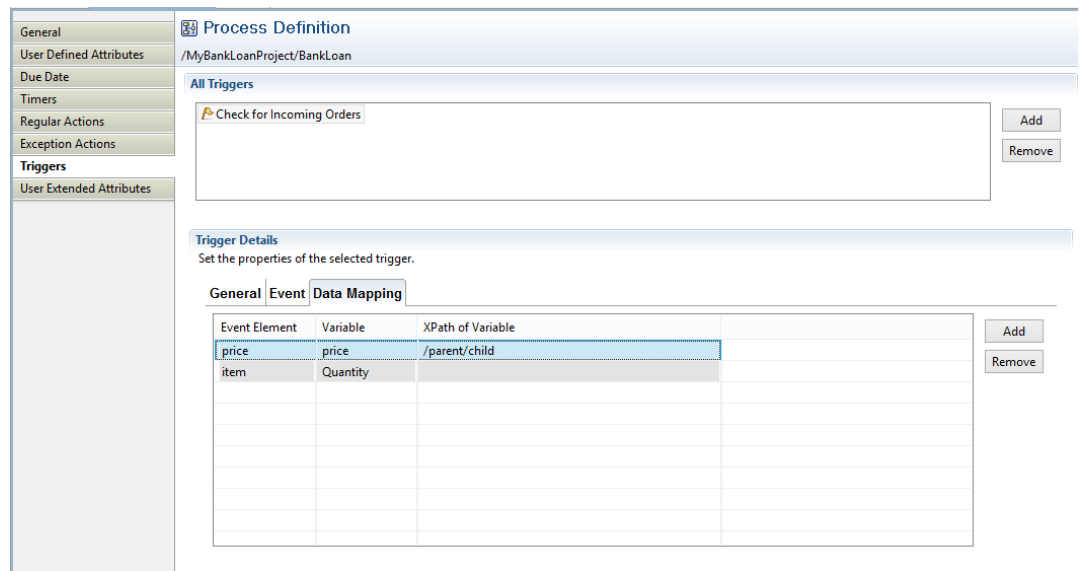 General
User Defined Attributes
Due Date
Timers
Regular Actions
Exception Actions
Triggers
User Extended Attributes
Process Definition
/MyBankLoanProject/BankLoan
All Triggers
Check for Incoming Orders
Add
Remove
Trigger Details
Set the properties of the selected trigger.
General Event Data Mapping
Event Element Variable XPath of Variable
price price /parent/child
item Quantity
Add
Remove